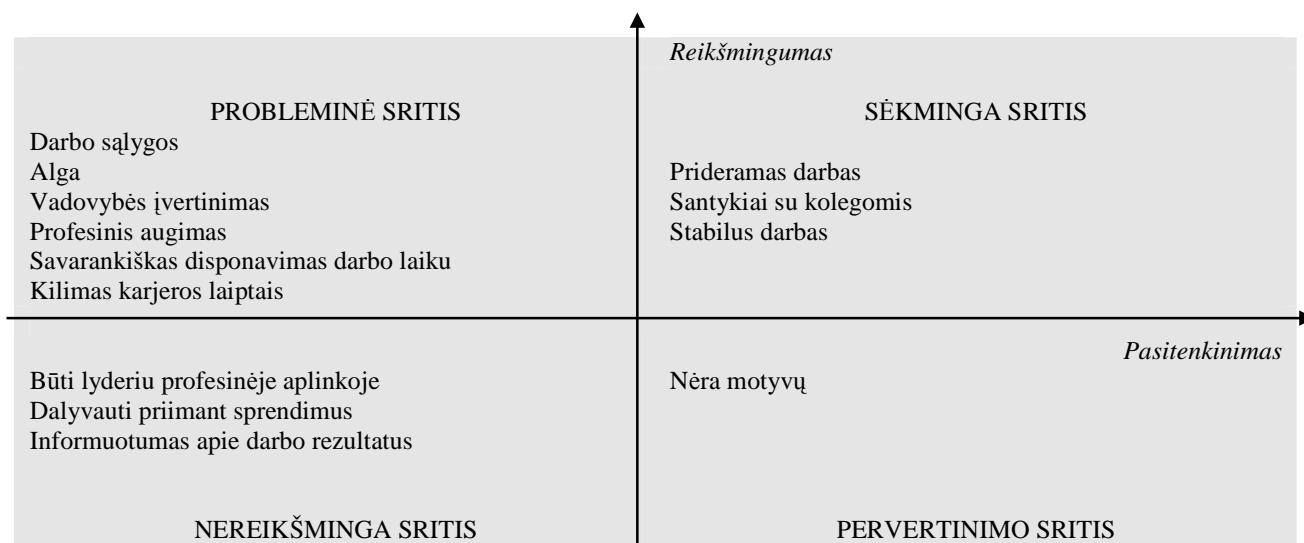 Reikšmingumas
PROBLEMINĖ SRITIS
Darbo sąlygos
Alga
Vadovybės įvertinimas
Profesinis augimas
Savarankiškas disponavimas darbo laiku
Kilimas karjeros laiptais
SĖKMINGA SRITIS
Prideramas darbas
Santykiai su kolegomis
Stabilus darbas
Pasitenkinimas
Būti lyderiu profesinėje aplinkoje
Dalyvauti priimant sprendimus
Informuotumas apie darbo rezultatus
NEREIKŠMINGA SRITIS
Nėra motyvų
PERVERTINIMO SRITIS